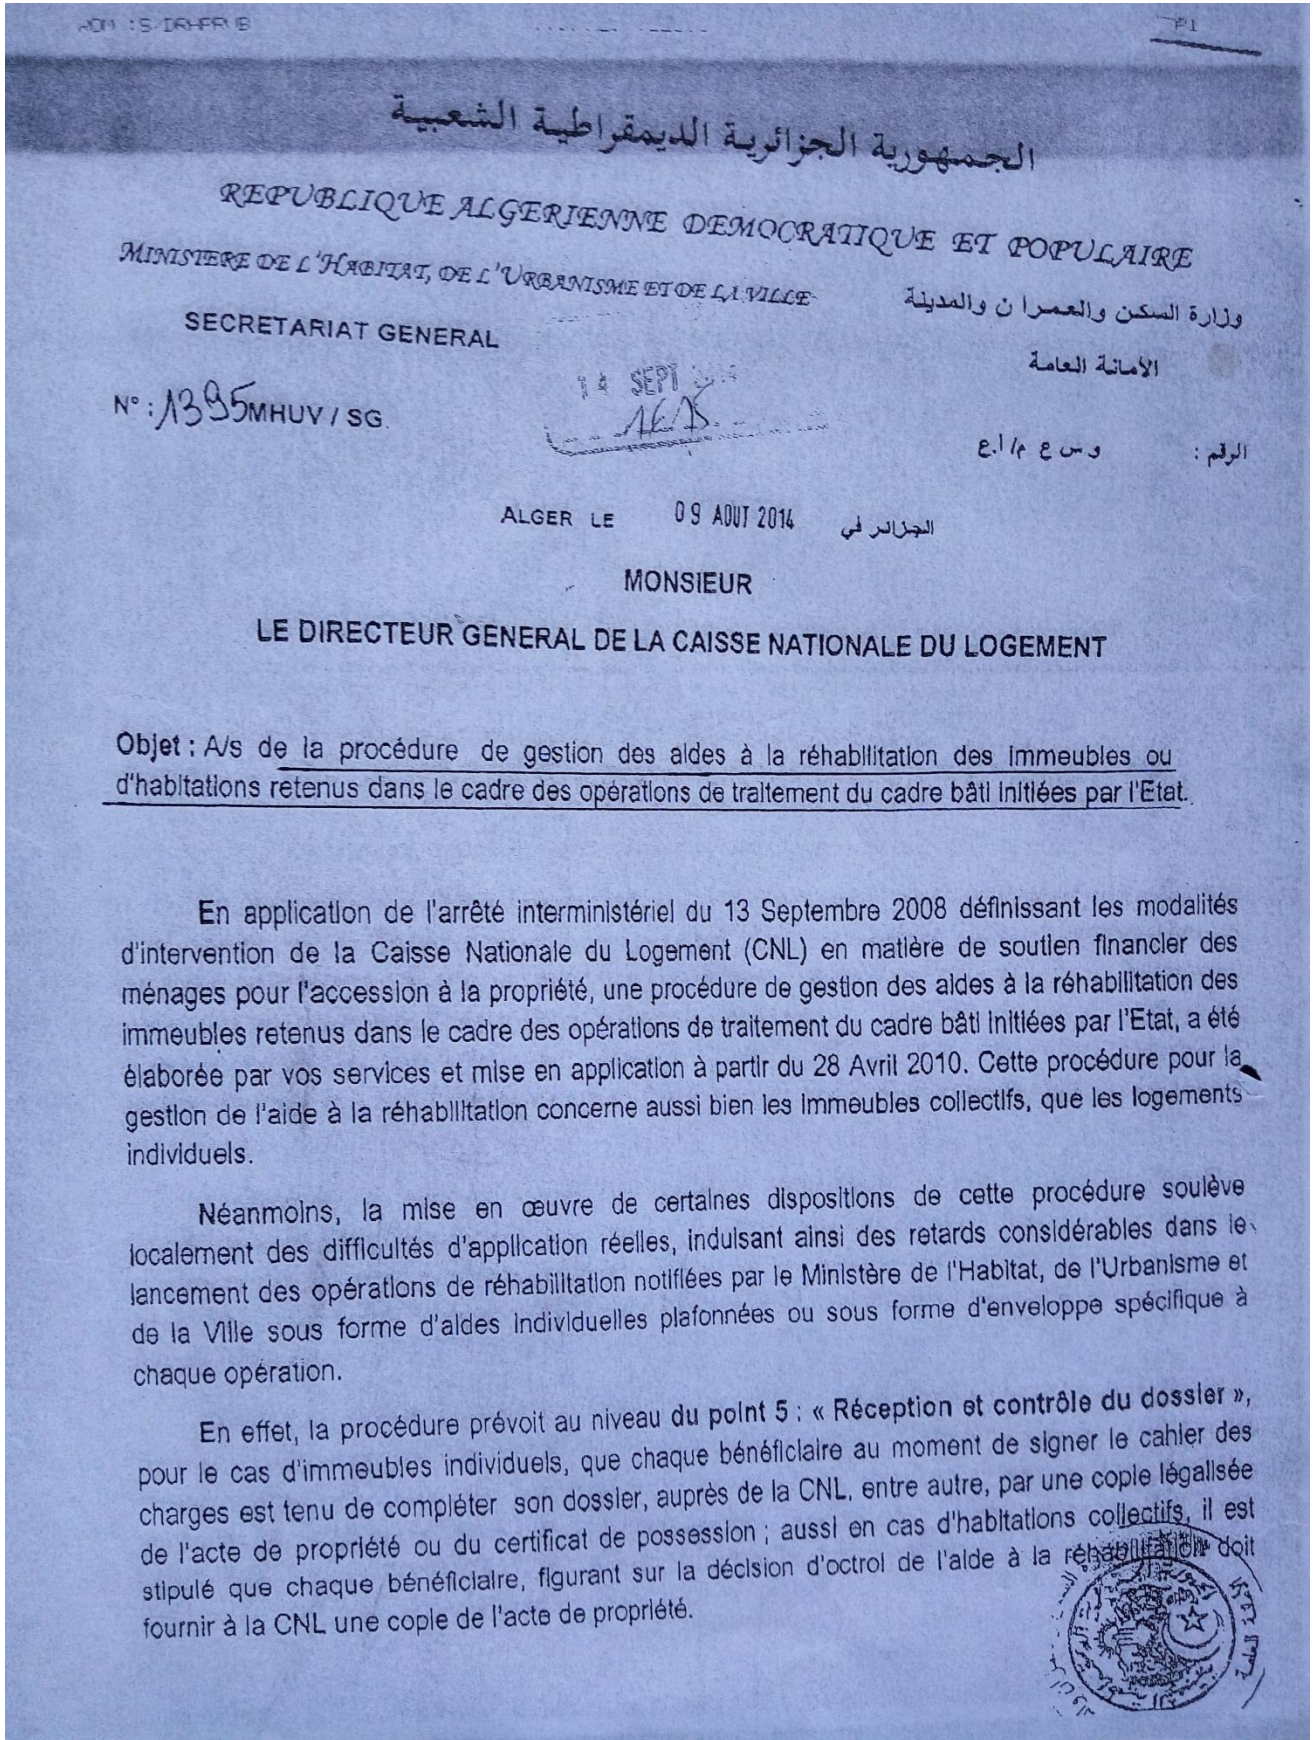 P1
الجمهورية الجزائرية الديمقراطية الشعبية
REPUBLIQUE ALGERIENNE DEMOCRATIQUE ET POPULAIRE
MINISTERE DE L'HABITAT, DE L'URBANISME ET DE LA VILLE
وزارة السكن والعمران والمدينة
SECRETARIAT GENERAL
الأمانة العامة
14 SEPT
N° : 1395 MHUV / SG.
الرقم : و س ع م/ ا.ع
ALGER LE 09 AOUT 2014 الجزائر في
MONSIEUR
LE DIRECTEUR GENERAL DE LA CAISSE NATIONALE DU LOGEMENT
Objet : A/s de la procédure de gestion des aides à la réhabilitation des immeubles ou
d'habitations retenus dans le cadre des opérations de traitement du cadre bâti initiées par l'Etat.
En application de l'arrêté interministériel du 13 Septembre 2008 définissant les modalités
d'intervention de la Caisse Nationale du Logement (CNL) en matière de soutien financier des
ménages pour l'accession à la propriété, une procédure de gestion des aides à la réhabilitation des
immeubles retenus dans le cadre des opérations de traitement du cadre bâti initiées par l'Etat, a été
élaborée par vos services et mise en application à partir du 28 Avril 2010. Cette procédure pour la
gestion de l'aide à la réhabilitation concerne aussi bien les immeubles collectifs, que les logements
individuels.
Néanmoins, la mise en œuvre de certaines dispositions de cette procédure soulève
localement des difficultés d'application réelles, induisant ainsi des retards considérables dans le
lancement des opérations de réhabilitation notifiées par le Ministère de l'Habitat, de l'Urbanisme et
de la Ville sous forme d'aides individuelles plafonnées ou sous forme d'enveloppe spécifique à
chaque opération.
En effet, la procédure prévoit au niveau du point 5 : « Réception et contrôle du dossier »,
pour le cas d'immeubles individuels, que chaque bénéficiaire au moment de signer le cahier des
charges est tenu de compléter son dossier, auprès de la CNL, entre autre, par une copie légalisée
de l'acte de propriété ou du certificat de possession ; aussi en cas d'habitations collectifs, il est
stipulé que chaque bénéficiaire, figurant sur la décision d'octroi de l'aide à la réhabilitation doit
fournir à la CNL une copie de l'acte de propriété.